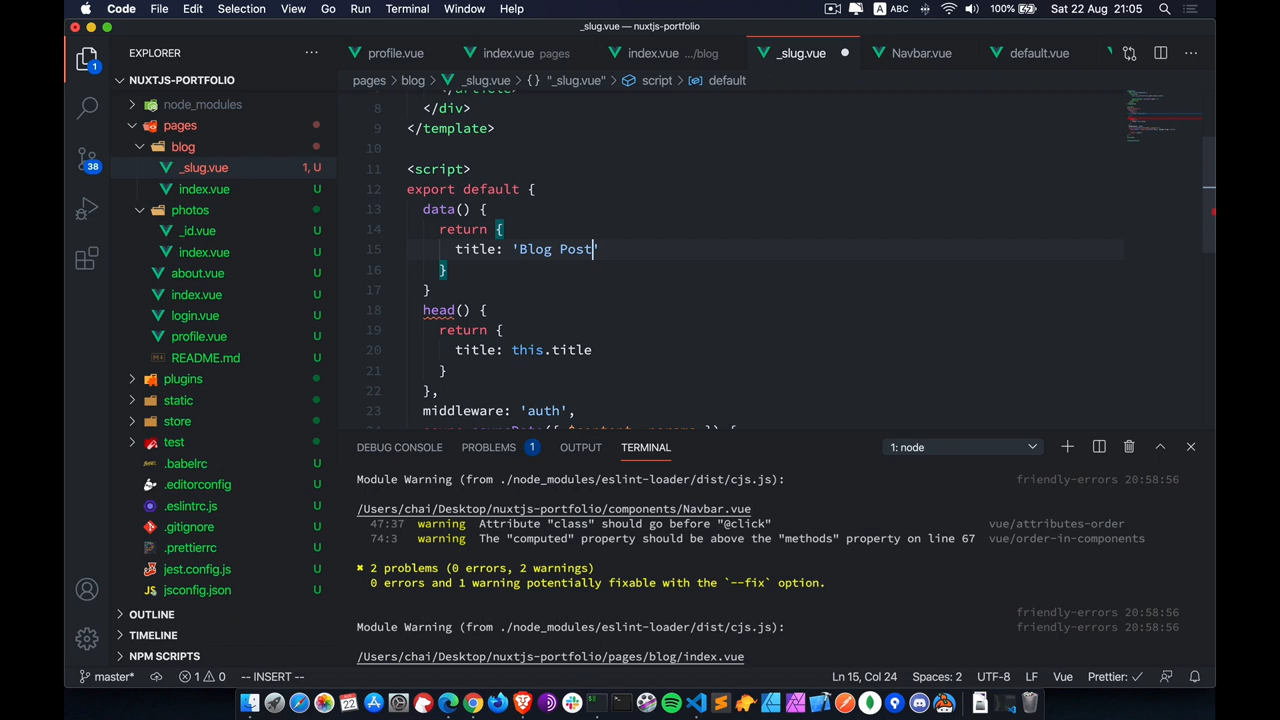 Code File Edit Selection View Go Run Terminal Window Help
A ABC 100% Sat 22 Aug 21:05
_slug.vue — nuxtjs-portfolio
EXPLORER
profile.vue
index.vue pages
index.vue .../blog
_slug.vue
Navbar.vue
default.vue
1
pages > blog > _slug.vue > {} "_slug.vue" > script > default
NUXTJS-PORTFOLIO
node_modules
pages
blog
_slug.vue 1, U
index.vue U
photos
_id.vue U
index.vue U
about.vue U
index.vue U
login.vue U
profile.vue U
README.md U
plugins
static
store
test
.babelrc U
.editorconfig U
.eslintrc.js U
.gitignore U
.prettierrc U
jest.config.js U
jsconfig.json U
OUTLINE
TIMELINE
NPM SCRIPTS
38
</article>
8 </div>
9 </template>
10
11 <script>
12 export default {
13 data() {
14 return {
15 title: 'Blog Post'
16 }
17 }
18 head() {
19 return {
20 title: this.title
21 }
22 },
23 middleware: 'auth',
24 async asyncData({ $content, params }) {
DEBUG CONSOLE PROBLEMS 1 OUTPUT TERMINAL 1: node
Module Warning (from ./node_modules/eslint-loader/dist/cjs.js): friendly-errors 20:58:56
/Users/chai/Desktop/nuxtjs-portfolio/components/Navbar.vue
47:37 warning Attribute "class" should go before "@click" vue/attributes-order
74:3 warning The "computed" property should be above the "methods" property on line 67 vue/order-in-components
✖ 2 problems (0 errors, 2 warnings)
0 errors and 1 warning potentially fixable with the `--fix` option.
friendly-errors 20:58:56
Module Warning (from ./node_modules/eslint-loader/dist/cjs.js): friendly-errors 20:58:56
/Users/chai/Desktop/nuxtjs-portfolio/pages/blog/index.vue
master* 1 0 -- INSERT -- Ln 15, Col 24 Spaces: 2 UTF-8 LF Vue Prettier: ✓
22